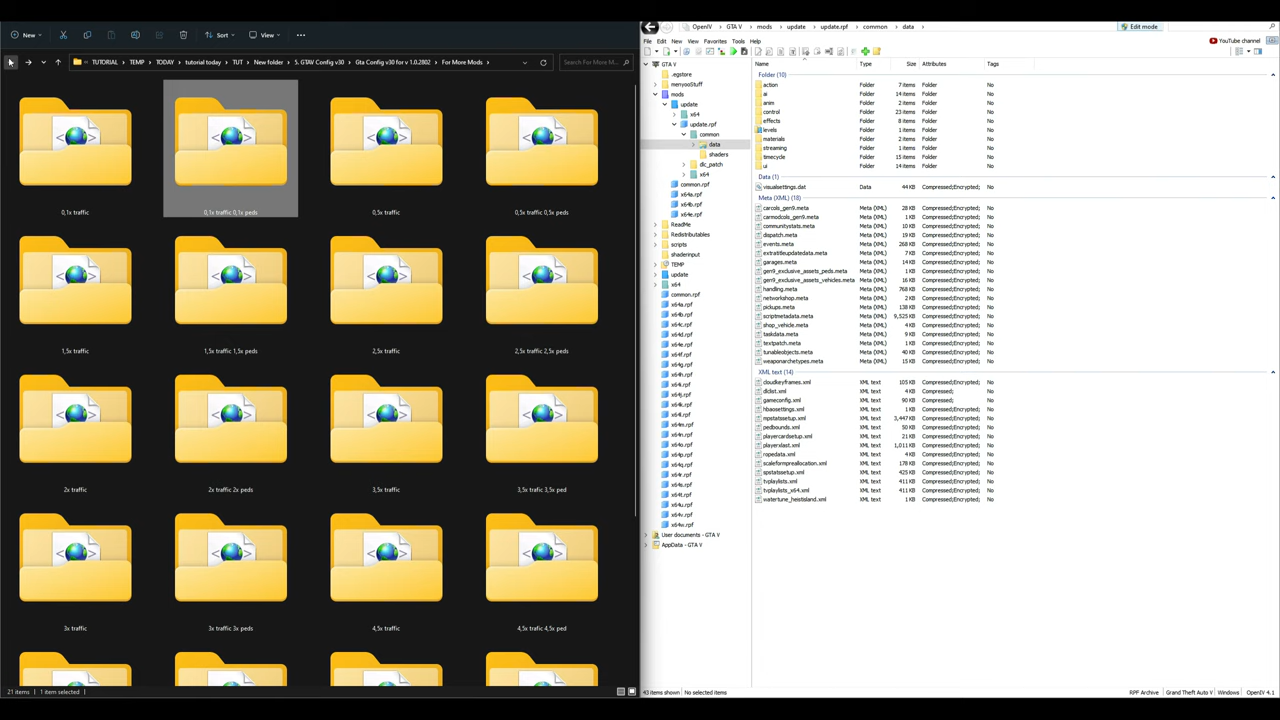 New
Sort
View
TUTORIAL > TEMP > TODAY > tutorial today > TUT > New folder > 5. GTAV Config v30 > Gta Config v30 for v 1.0.2802 > For More Mods >
Search For More M...
0,1x traffic
0,1x traffic 0,1x peds
0,5x traffic
0,5x traffic 0,5x peds
1,5x traffic
1,5x traffic 1,5x peds
2,5x traffic
2,5x traffic 2,5x peds
2x traffic
2x traffic 2x peds
3,5x traffic
3,5x traffic 3,5x ped
3x traffic
3x traffic 3x peds
4,5x traffic
4,5x trafic 4,5x ped
21 items
1 item selected
OpenIV > GTA V > mods > update > update.rpf > common > data >
Edit mode
File Edit New View Favorites Tools Help
YouTube channel
GTA V
.egstore
menyooStuff
mods
update
x64
update.rpf
common
data
shaders
dlc_patch
x64
common.rpf
x64a.rpf
x64b.rpf
x64e.rpf
ReadMe
Redistributables
scripts
shaderinput
TEMP
update
x64
common.rpf
x64a.rpf
x64b.rpf
x64c.rpf
x64d.rpf
x64e.rpf
x64f.rpf
x64g.rpf
x64h.rpf
x64i.rpf
x64j.rpf
x64k.rpf
x64l.rpf
x64m.rpf
x64n.rpf
x64o.rpf
x64p.rpf
x64q.rpf
x64r.rpf
x64s.rpf
x64t.rpf
x64u.rpf
x64v.rpf
x64w.rpf
User documents - GTA V
AppData - GTA V
Name Type Size Attributes Tags
Folder (10)
action Folder 7 items No
ai Folder 14 items No
anim Folder 2 items No
control Folder 23 items No
effects Folder 8 items No
levels Folder 1 items No
materials Folder 2 items No
streaming Folder 1 items No
timecycle Folder 15 items No
ui Folder 14 items No
Data (1)
visualsettings.dat Data 44 KB Compressed;Encrypted; No
Meta (XML) (18)
carcols_gen9.meta Meta (XML) 28 KB Compressed;Encrypted; No
carmodcols_gen9.meta Meta (XML) 1 KB Compressed;Encrypted; No
communitystats.meta Meta (XML) 10 KB Compressed;Encrypted; No
dispatch.meta Meta (XML) 19 KB Compressed;Encrypted; No
events.meta Meta (XML) 268 KB Compressed;Encrypted; No
extratitleupdatedata.meta Meta (XML) 7 KB Compressed;Encrypted; No
garages.meta Meta (XML) 14 KB Compressed;Encrypted; No
gen9_exclusive_assets_peds.meta Meta (XML) 1 KB Compressed;Encrypted; No
gen9_exclusive_assets_vehicles.meta Meta (XML) 16 KB Compressed;Encrypted; No
handling.meta Meta (XML) 768 KB Compressed;Encrypted; No
networkshop.meta Meta (XML) 2 KB Compressed;Encrypted; No
pickups.meta Meta (XML) 138 KB Compressed;Encrypted; No
scriptmetadata.meta Meta (XML) 9,525 KB Compressed;Encrypted; No
shop_vehicle.meta Meta (XML) 4 KB Compressed;Encrypted; No
taskdata.meta Meta (XML) 9 KB Compressed;Encrypted; No
textpatch.meta Meta (XML) 1 KB Compressed;Encrypted; No
tunableobjects.meta Meta (XML) 40 KB Compressed;Encrypted; No
weaponarchetypes.meta Meta (XML) 15 KB Compressed;Encrypted; No
XML text (14)
cloudkeyframes.xml XML text 105 KB Compressed;Encrypted; No
dlclist.xml XML text 4 KB Compressed; No
gameconfig.xml XML text 90 KB Compressed; No
hbaosettings.xml XML text 1 KB Compressed;Encrypted; No
mpstatssetup.xml XML text 3,447 KB Compressed;Encrypted; No
pedbounds.xml XML text 50 KB Compressed;Encrypted; No
playercardsetup.xml XML text 21 KB Compressed;Encrypted; No
playerxlast.xml XML text 1,011 KB Compressed;Encrypted; No
ropedata.xml XML text 4 KB Compressed;Encrypted; No
scaleformpreallocation.xml XML text 178 KB Compressed;Encrypted; No
spstatssetup.xml XML text 425 KB Compressed;Encrypted; No
tvplaylists.xml XML text 411 KB Compressed;Encrypted; No
tvplaylists_x64.xml XML text 411 KB Compressed;Encrypted; No
watertune_heistisland.xml XML text 1 KB Compressed;Encrypted; No
43 items shown
No selected items
RPF Archive
Grand Theft Auto V
Windows
OpenIV 4.1